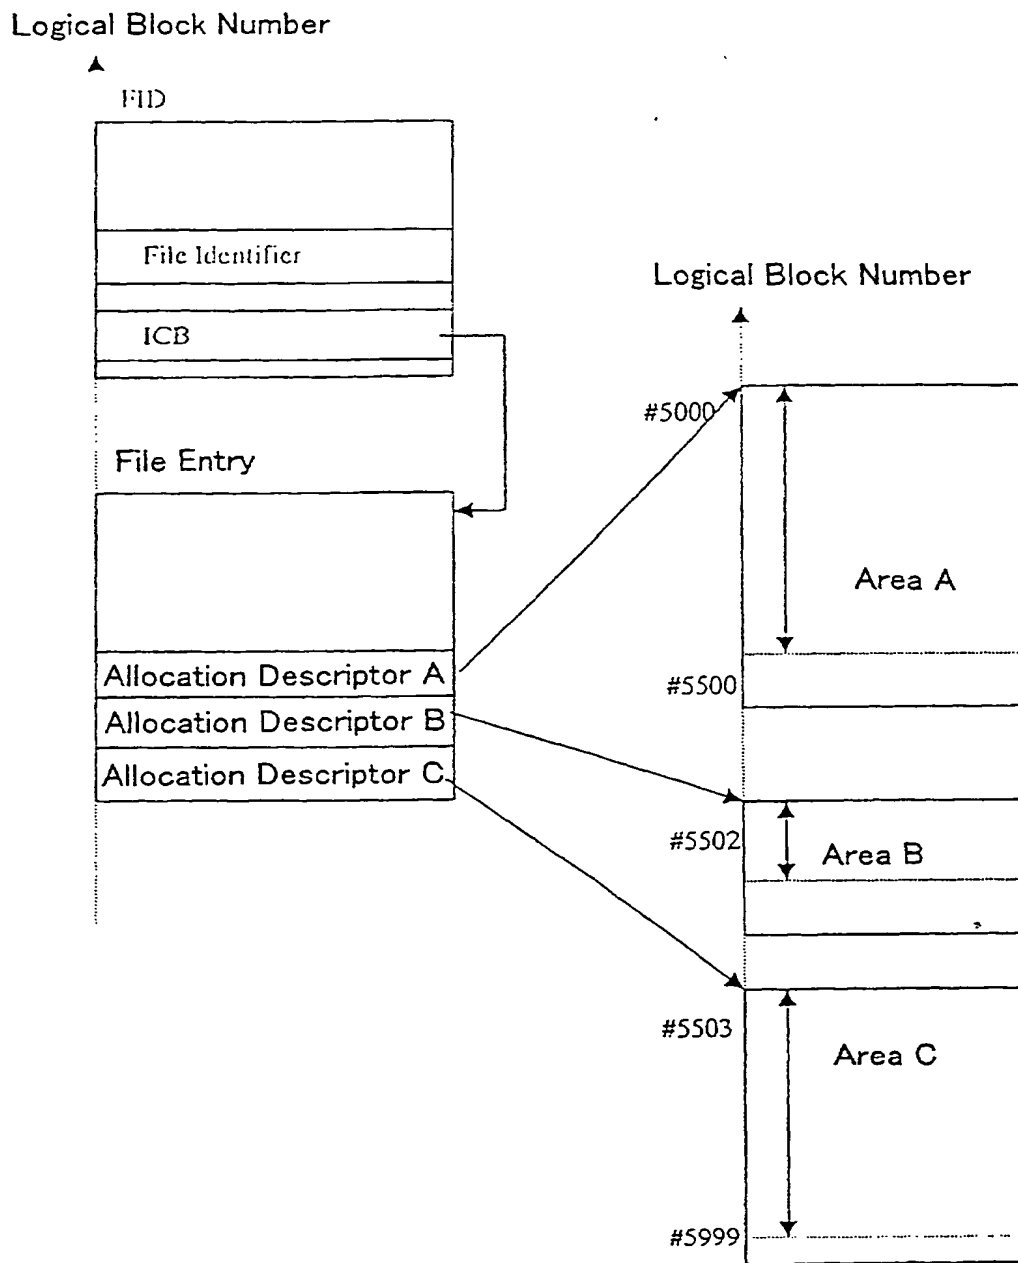 Logical Block Number
FID
File Identifier
ICB
File Entry
Allocation Descriptor A
Allocation Descriptor B
Allocation Descriptor C
Logical Block Number
#5000
Area A
#5500
#5502
Area B
#5503
Area C
#5999